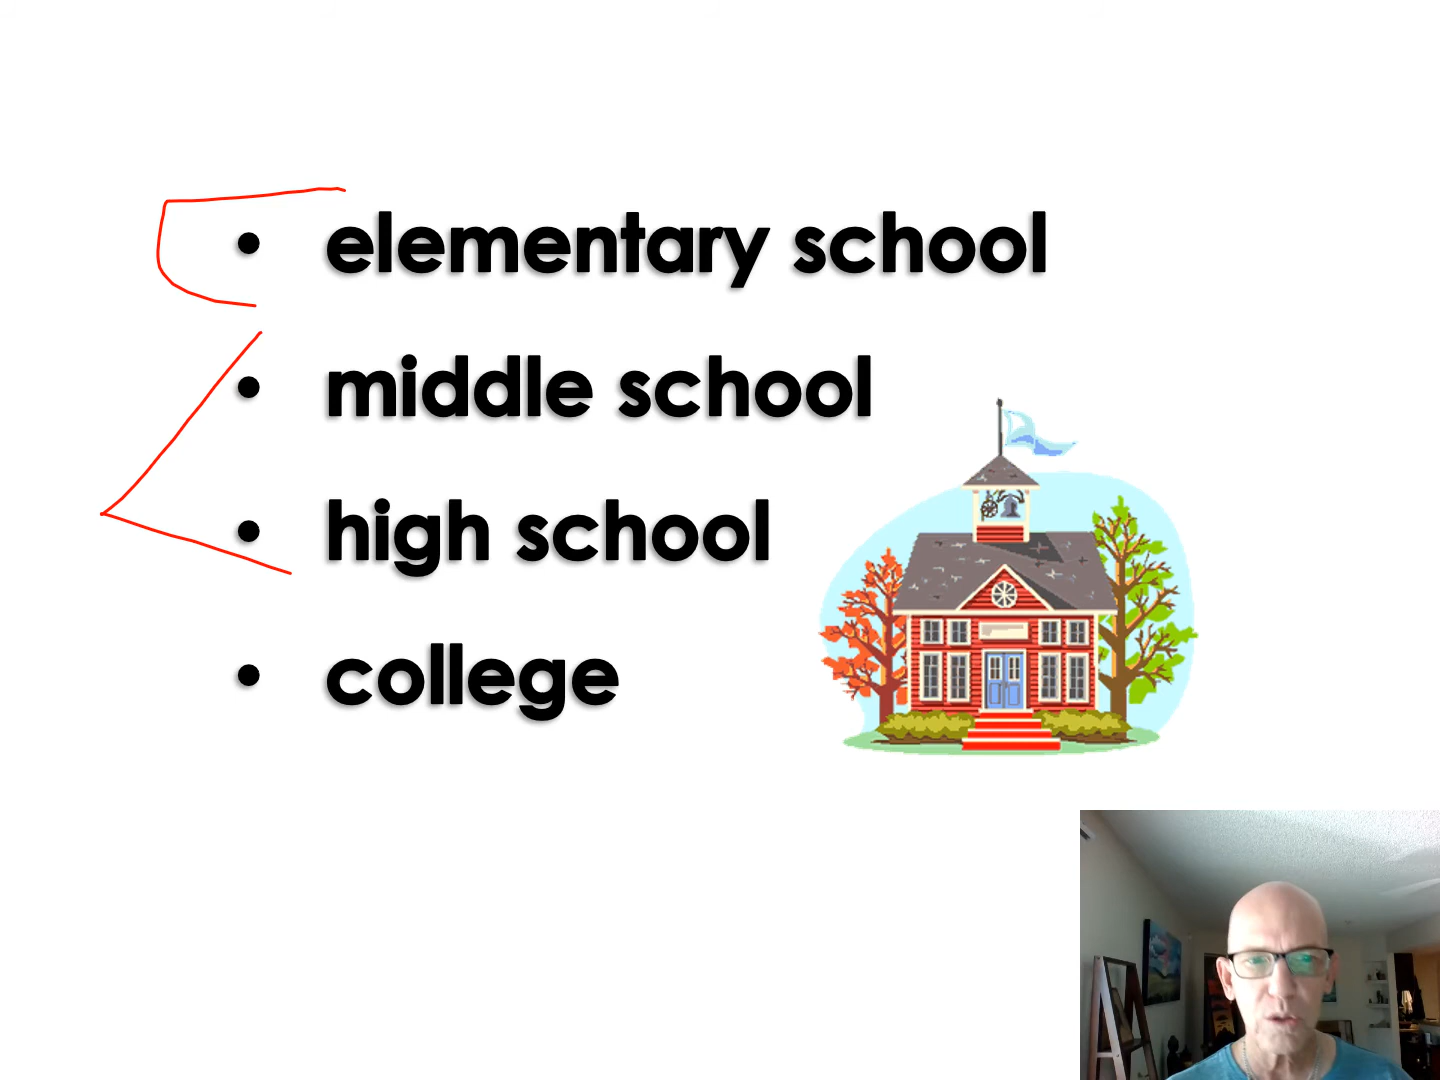 • elementary school
• middle school
• high school
• college